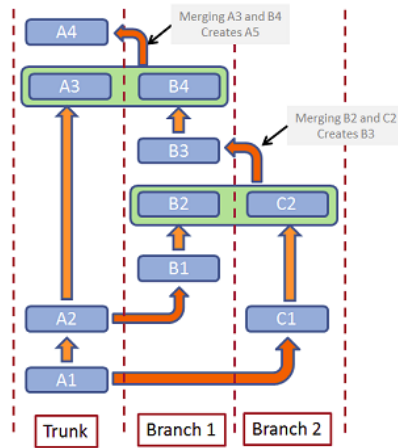 A4
Merging A3 and B4
Creates A5
A3
B4
B3
Merging B2 and C2
Creates B3
B2
C2
B1
A2
C1
A1
Trunk
Branch 1
Branch 2